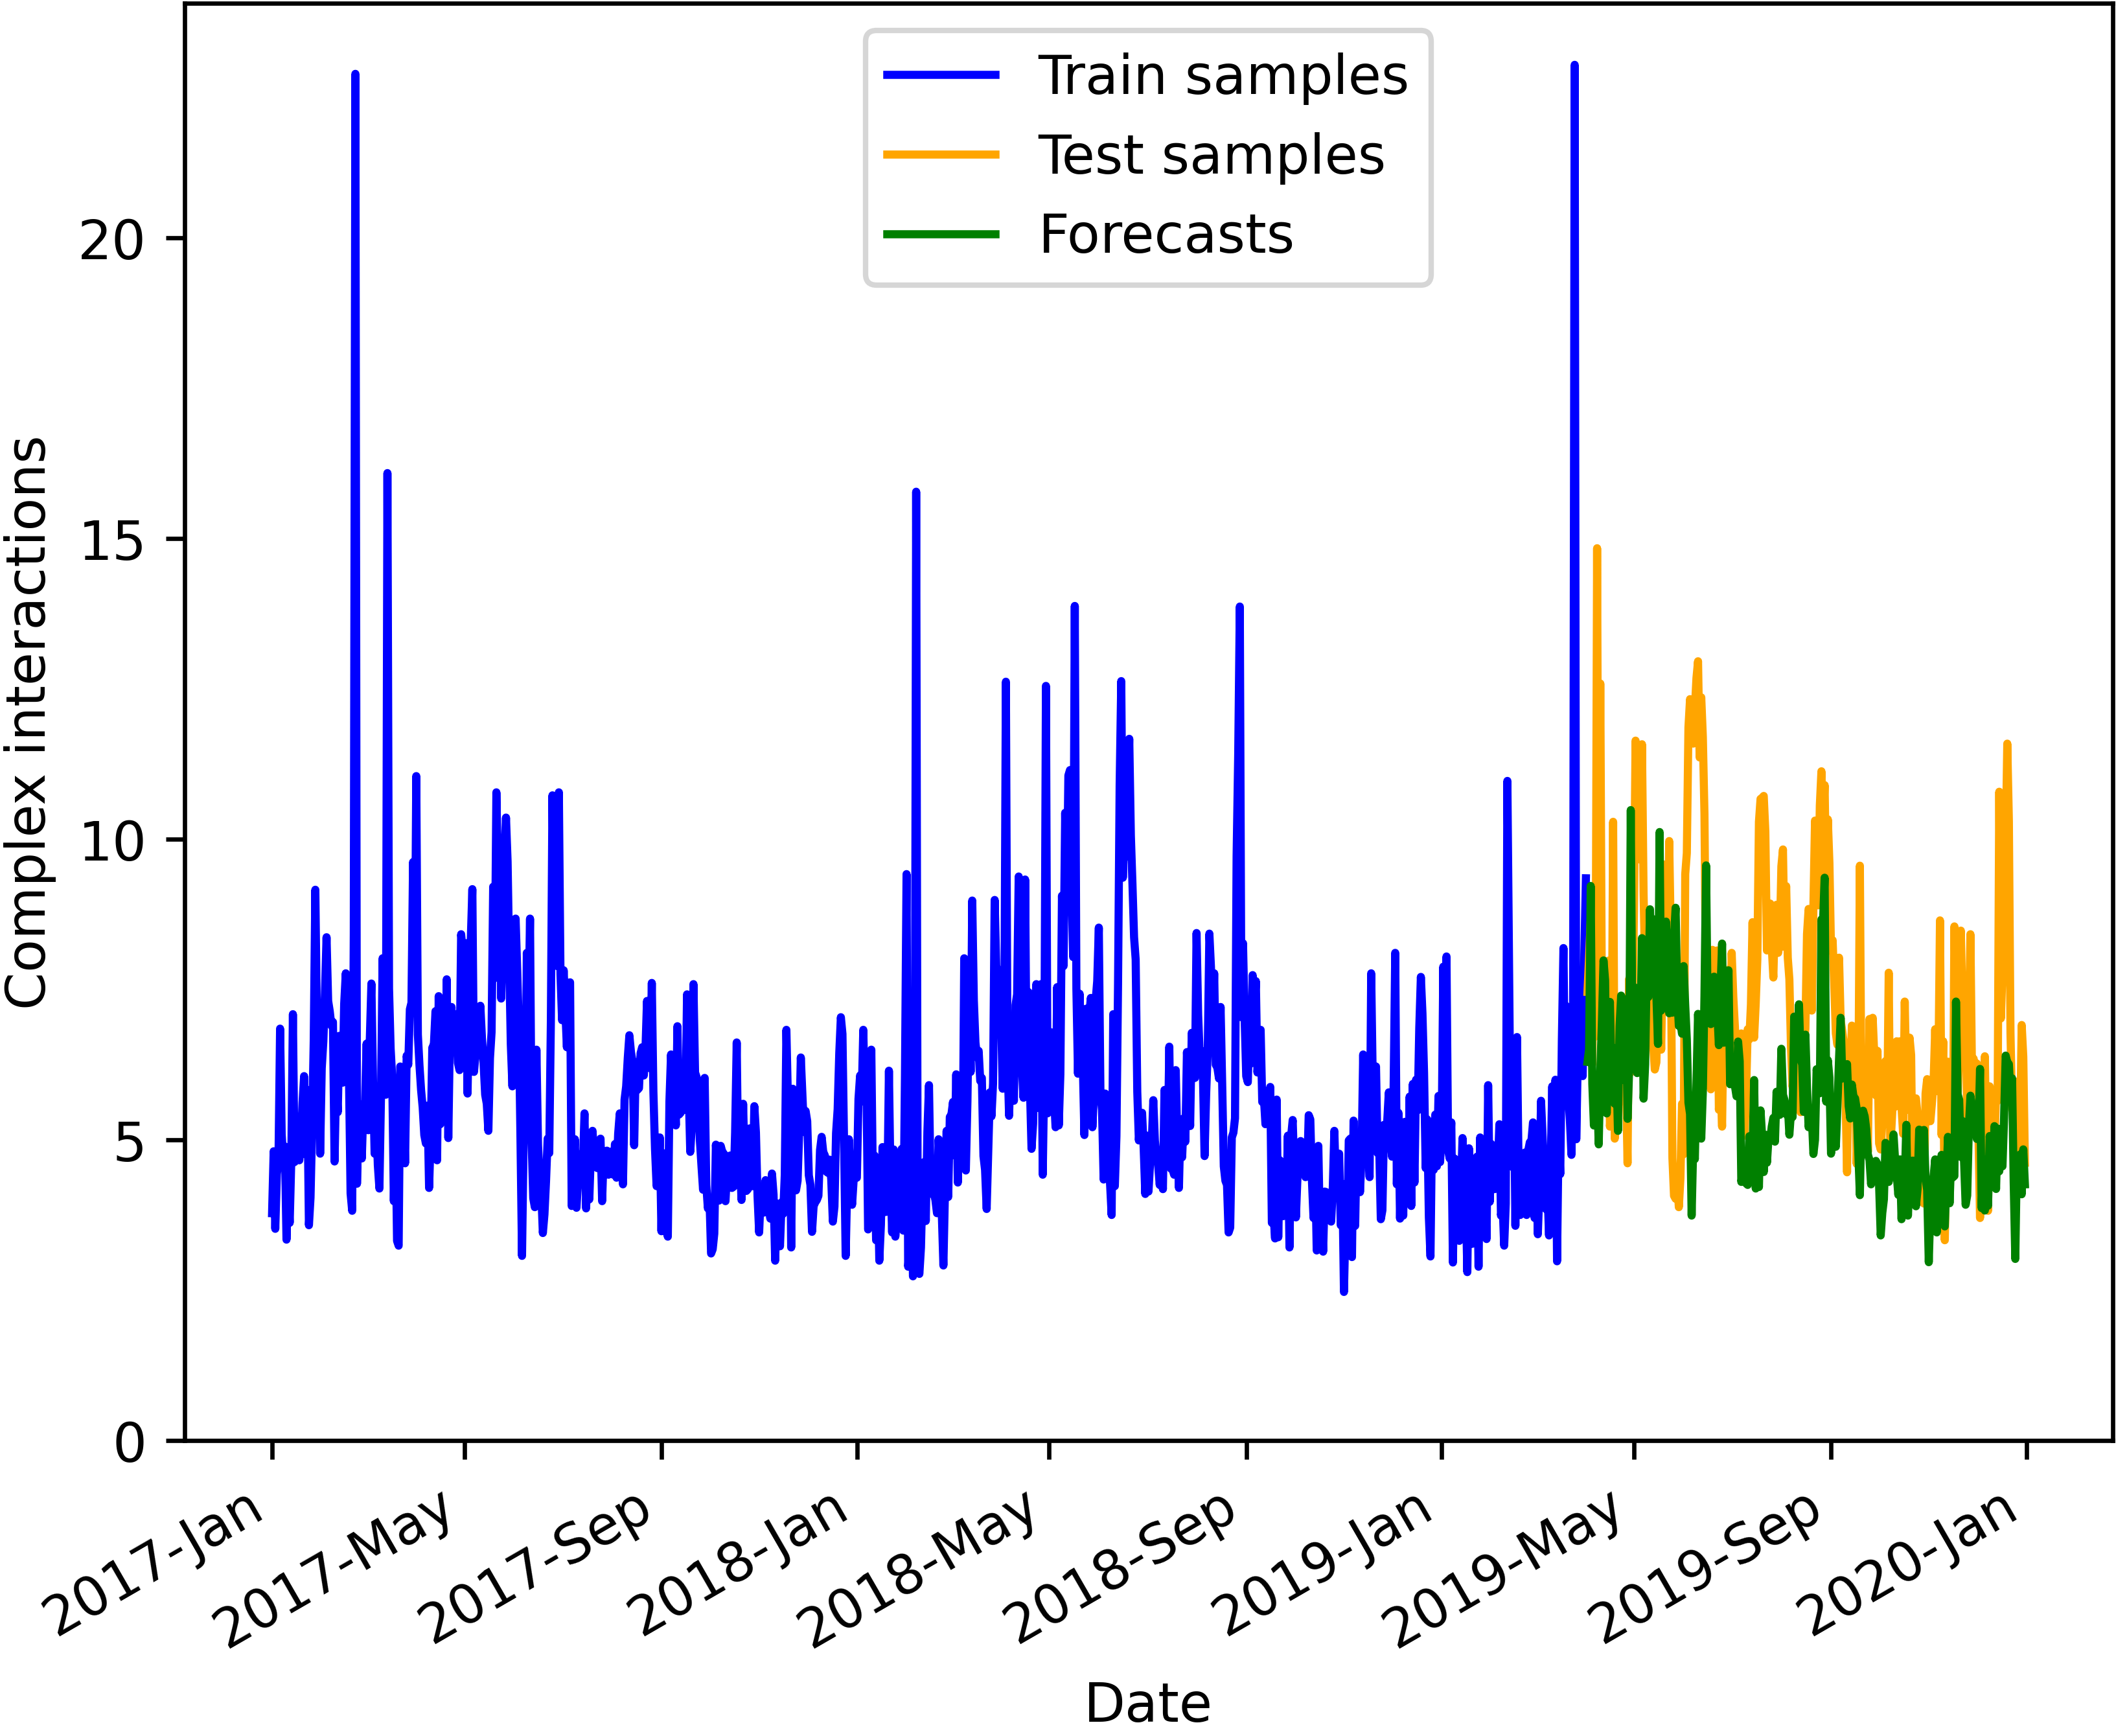 Train samples
Test samples
Forecasts
Complex interactions
20
15
10
5
0
2017-Jan
2017-May
2017-Sep
2018-Jan
2018-May
2018-Sep
2019-Jan
2019-May
2019-Sep
2020-Jan
Date